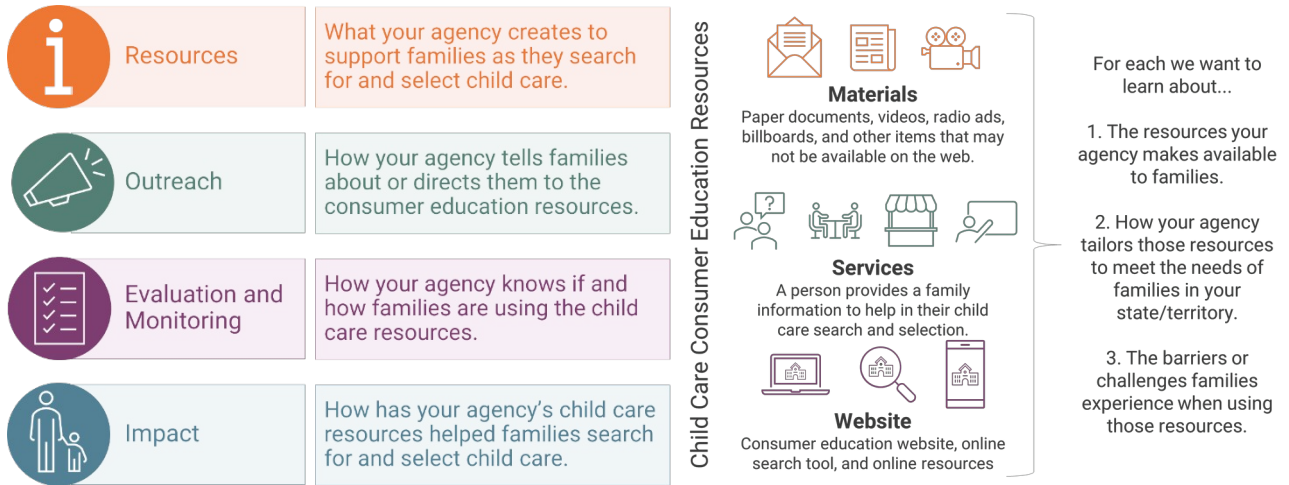 Resources
What your agency creates to
support families as they search
for and select child care.
Outreach
How your agency tells families
about or directs them to the
consumer education resources.
Evaluation and
Monitoring
How your agency knows if and
how families are using the child
care resources.
Impact
How has your agency's child care
resources helped families search
for and select child care.
Child Care Consumer Education Resources
Materials
Paper documents, videos, radio ads,
billboards, and other items that may
not be available on the web.
?
Services
A person provides a family
information to help in their child
care search and selection.
Website
Consumer education website, online
search tool, and online resources
For each we want to
learn about...
1. The resources your
agency makes available
to families.
2. How your agency
tailors those resources
to meet the needs of
families in your
state/territory.
3. The barriers or
challenges families
experience when using
those resources.